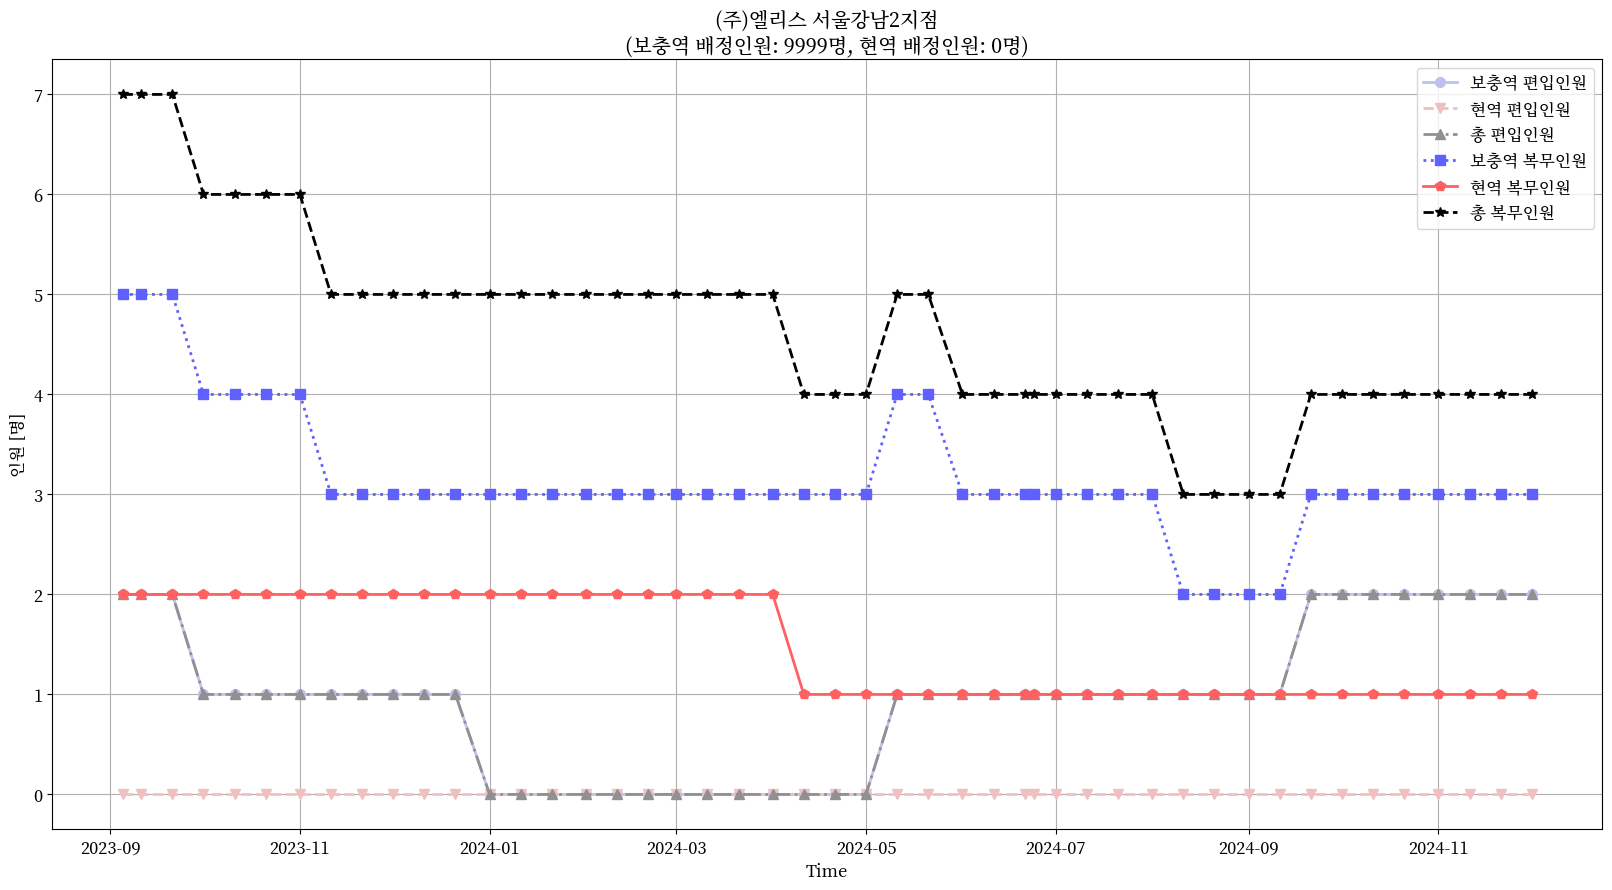 (주)엘리스 서울강남2지점
(보충역 배정인원: 9999명, 현역 배정인원: 0명)
보충역 편입인원
현역 편입인원
총 편입인원
보충역 복무인원
현역 복무인원
총 복무인원
인원 [명]
7
6
5
4
3
2
1
0
2023-09 2023-11 2024-01 2024-03 2024-05 2024-07 2024-09 2024-11
Time